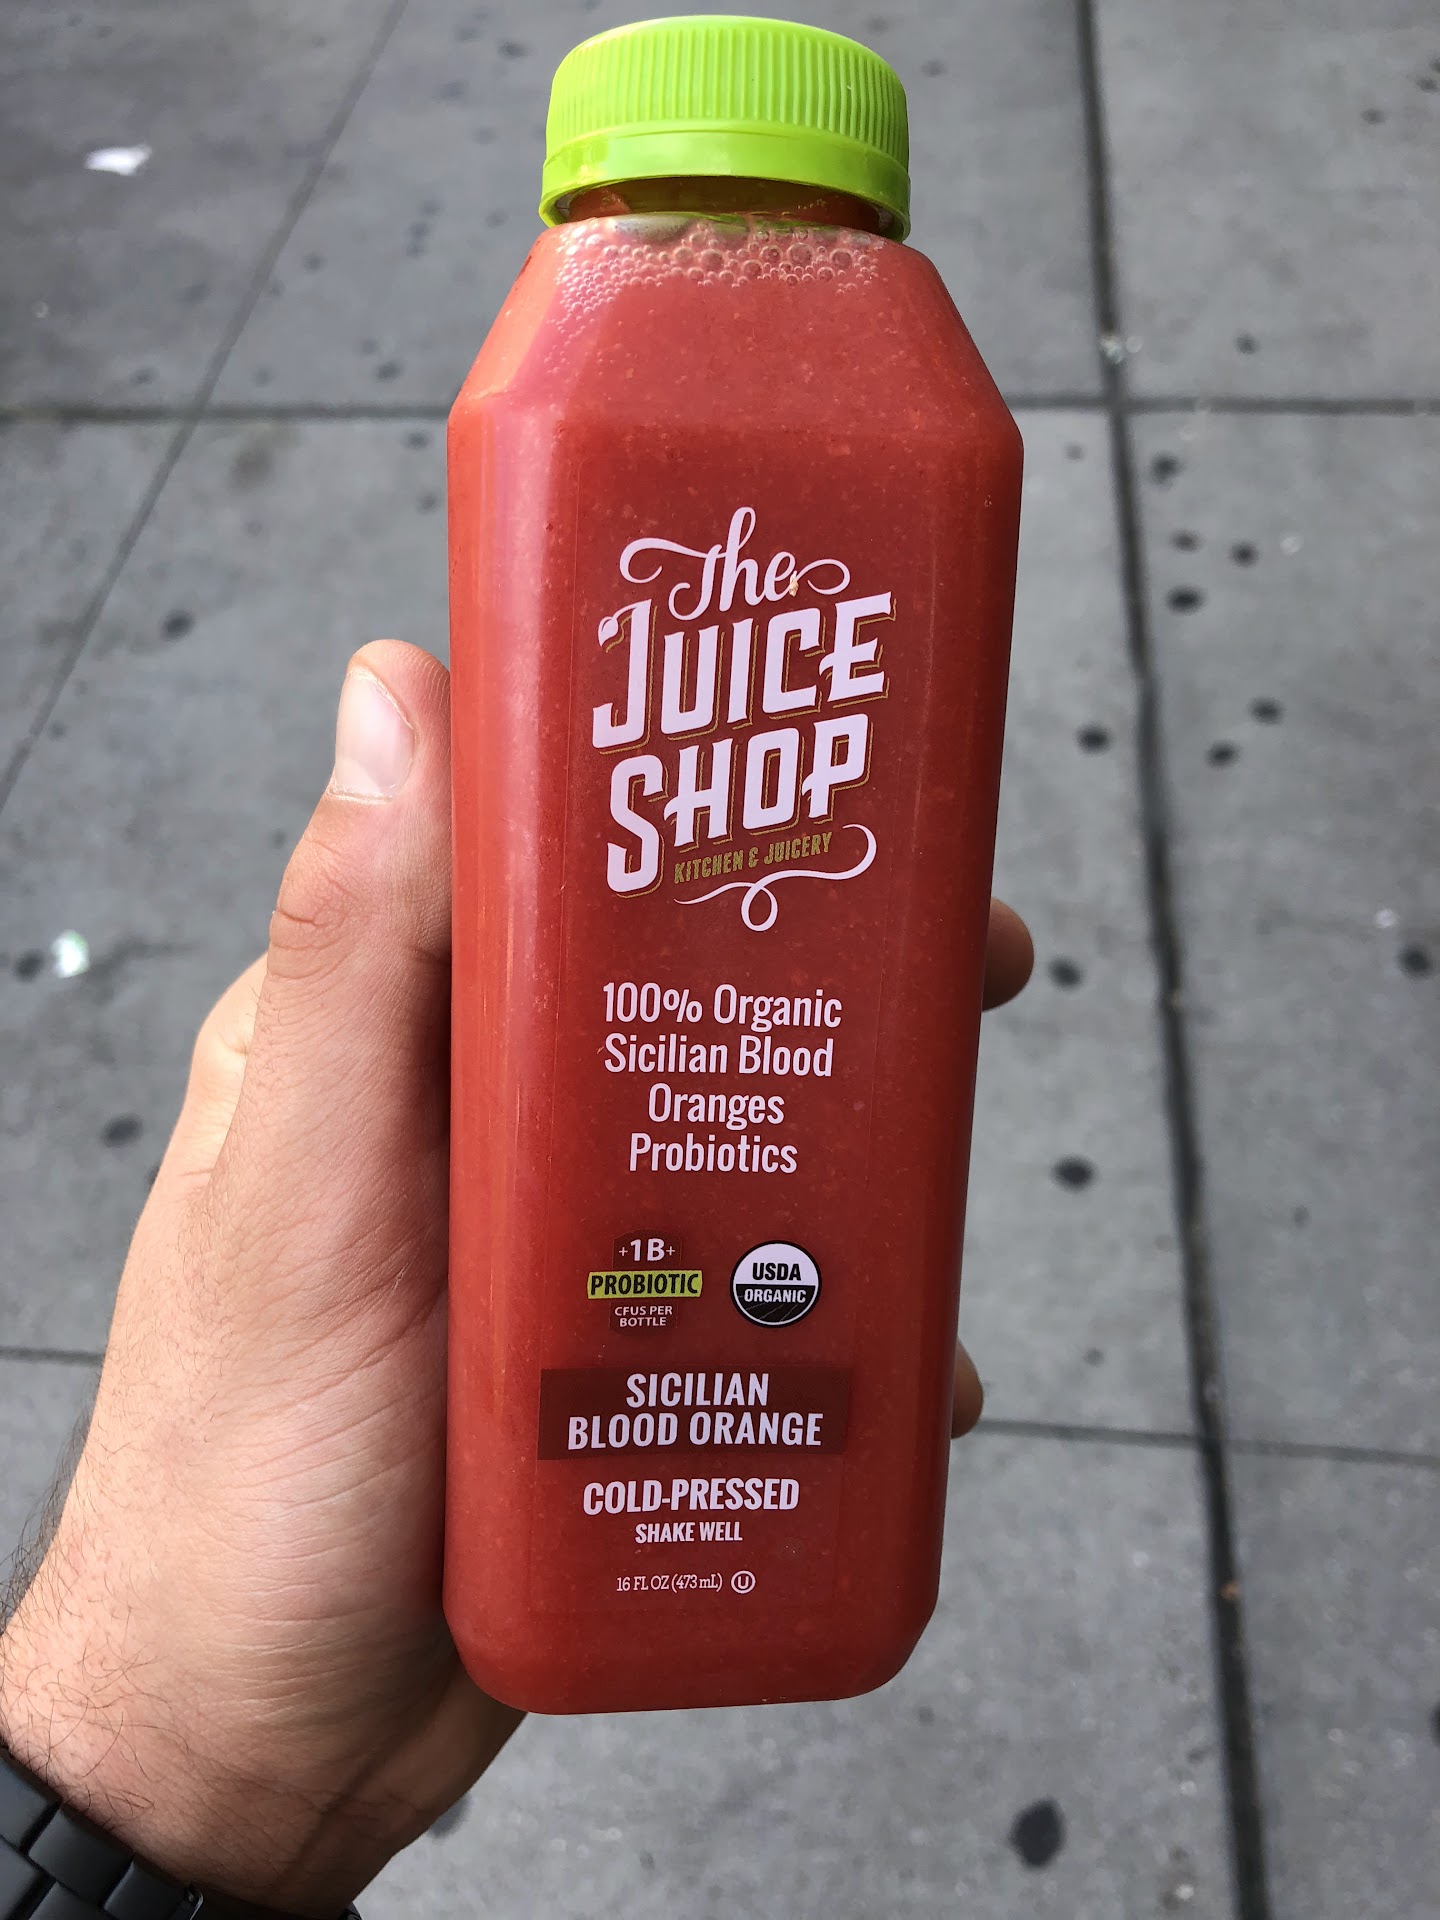 The
JUICE
SHOP
KITCHEN & JUICERY
100% Organic
Sicilian Blood
Oranges
Probiotics
+1B+
PROBIOTIC
CFUS PER
BOTTLE
USDA
ORGANIC
SICILIAN
BLOOD ORANGE
COLD-PRESSED
SHAKE WELL
16 FL OZ (473 mL) U